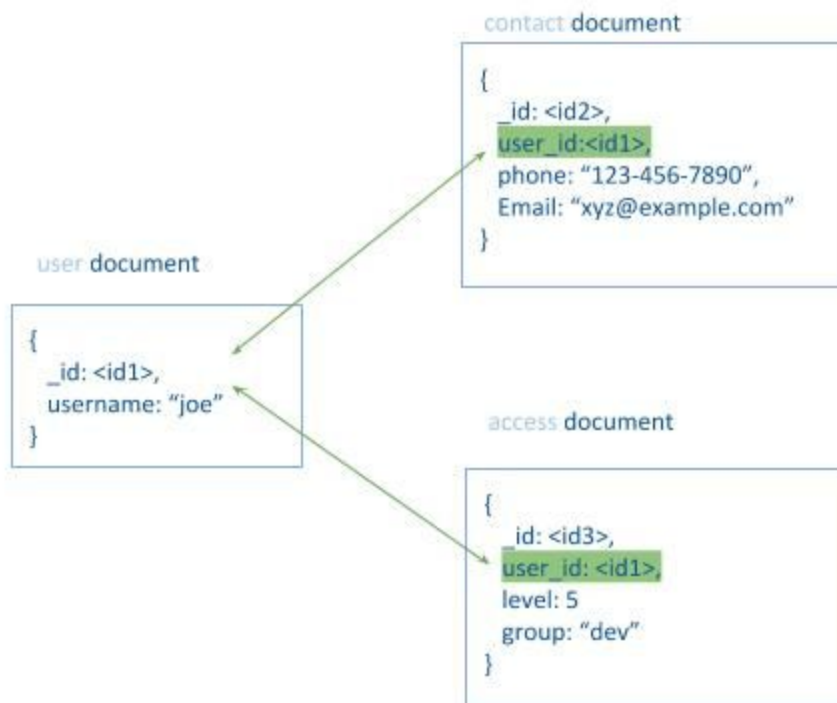 contact document
{
_id: <id2>,
user_id:<id1>,
phone: “123-456-7890”,
Email: “xyz@example.com”
}
user document
{
_id: <id1>,
username: “joe”
}
access document
{
_id: <id3>,
user_id: <id1>,
level: 5
group: “dev”
}